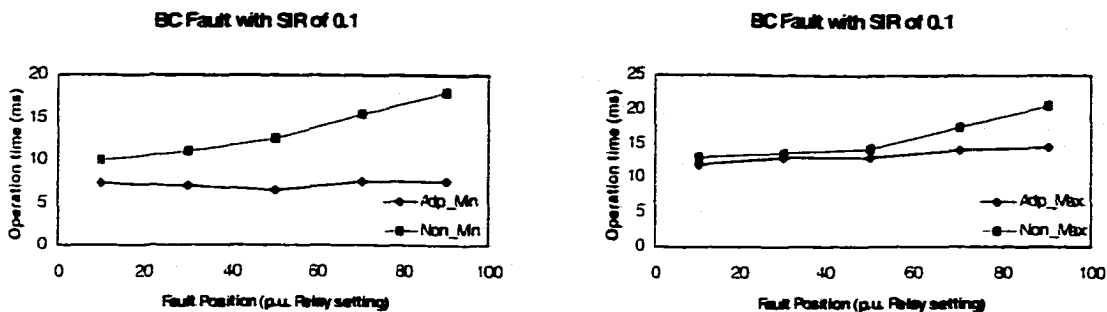 BC Fault with SIR of 0.1
20
15
10
5
0
Operation time (ms)
Adp_Min
Non_Min
0 20 40 60 80 100
Fault Position (p.u. Relay setting)
BC Fault with SIR of 0.1
25
20
15
10
5
0
Operation time (ms)
Adp_Max
Non_Max
0 20 40 60 80 100
Fault Position (p.u. Relay setting)